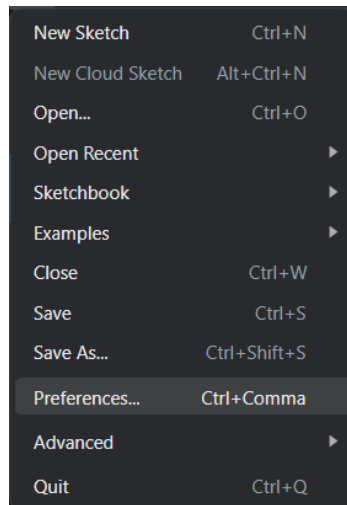 New Sketch Ctrl+N
New Cloud Sketch Alt+Ctrl+N
Open... Ctrl+O
Open Recent
Sketchbook
Examples
Close Ctrl+W
Save Ctrl+S
Save As... Ctrl+Shift+S
Preferences... Ctrl+Comma
Advanced
Quit Ctrl+Q